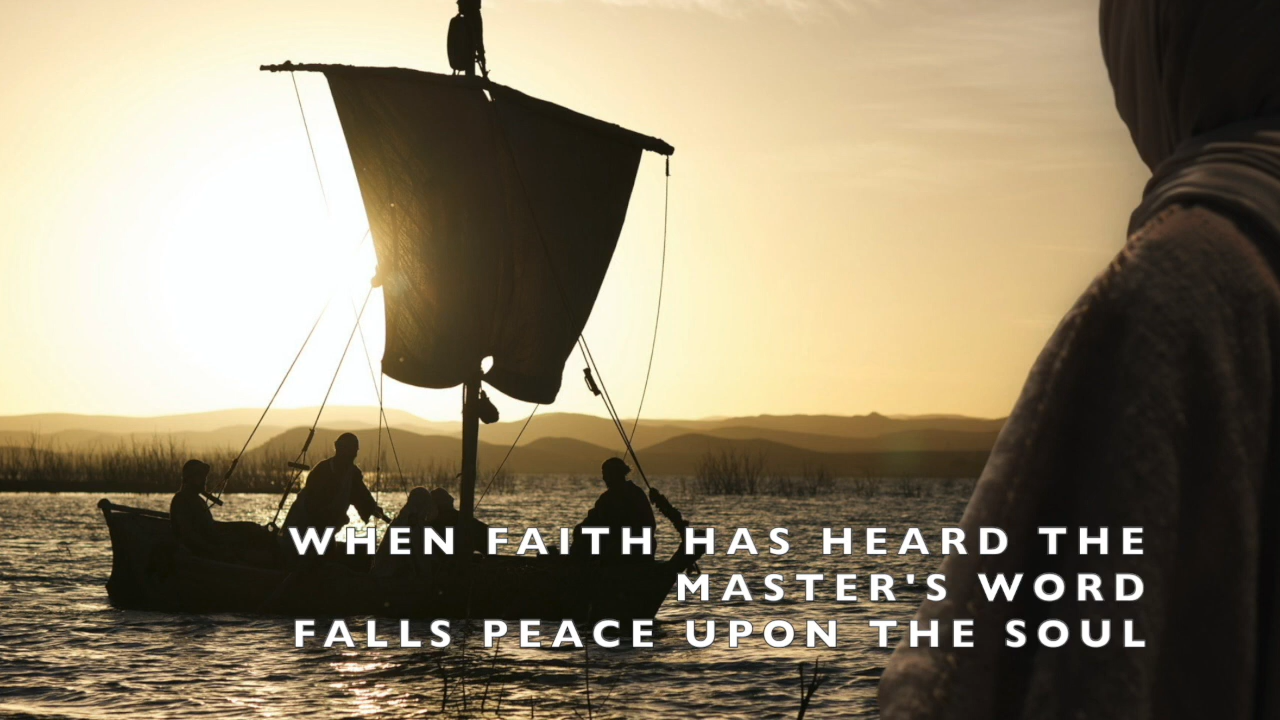 WHEN FAITH HAS HEARD THE
MASTER'S WORD
FALLS PEACE UPON THE SOUL